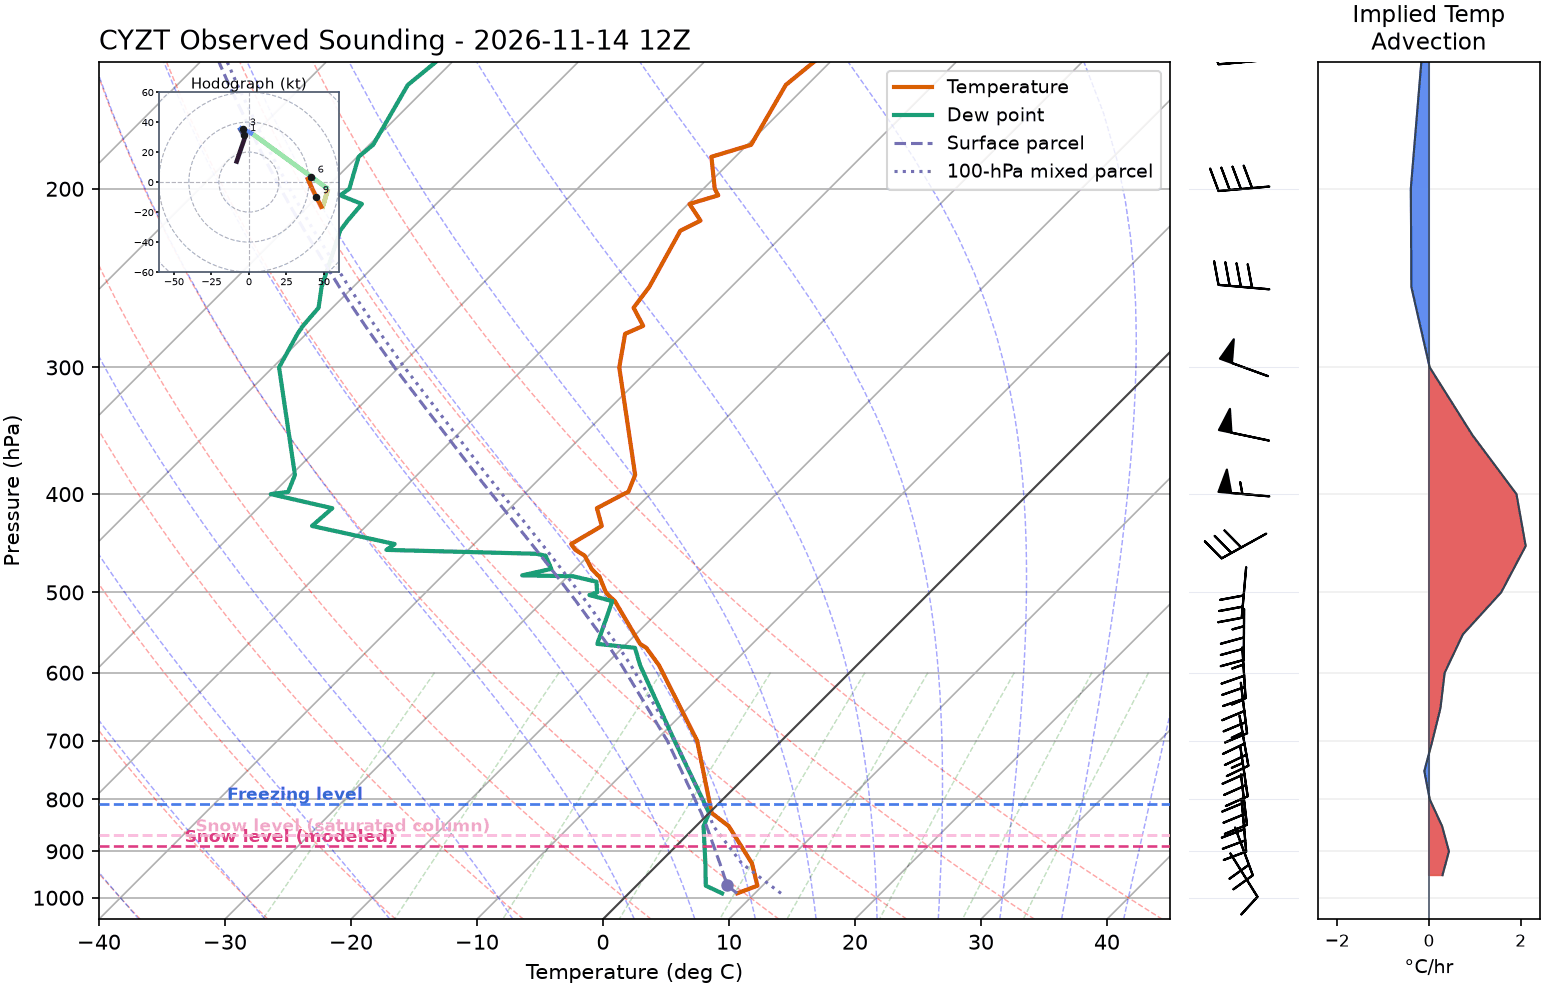 Implied Temp
Advection
CYZT Observed Sounding - 2026-11-14 12Z
Hodograph (kt)
60
40
20
0
−20
−40
−60
−50
−25
0
25
50
3
1
6
9
Temperature
Dew point
Surface parcel
100-hPa mixed parcel
Pressure (hPa)
200
300
400
500
600
700
800
900
1000
Freezing level
Snow level (saturated column)
Snow level (modeled)
−40
−30
−20
−10
0
10
20
30
40
Temperature (deg C)
−2
0
2
°C/hr